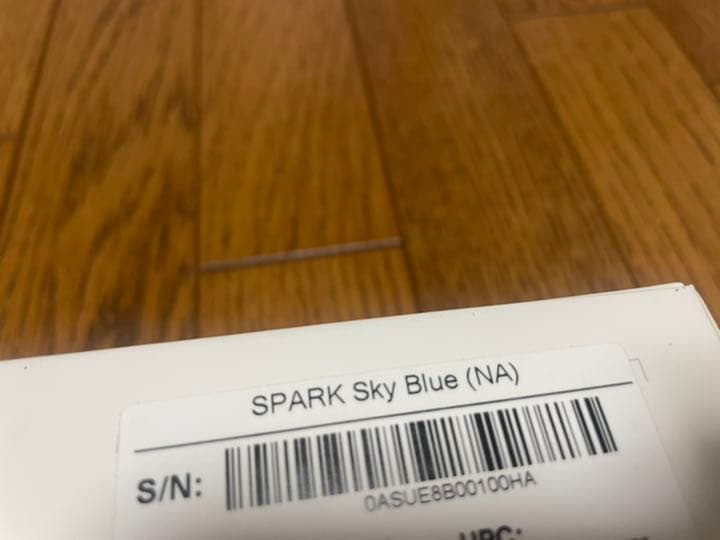 SPARK Sky Blue (NA)
S/N:
0ASUE8B00100HA
UPC: